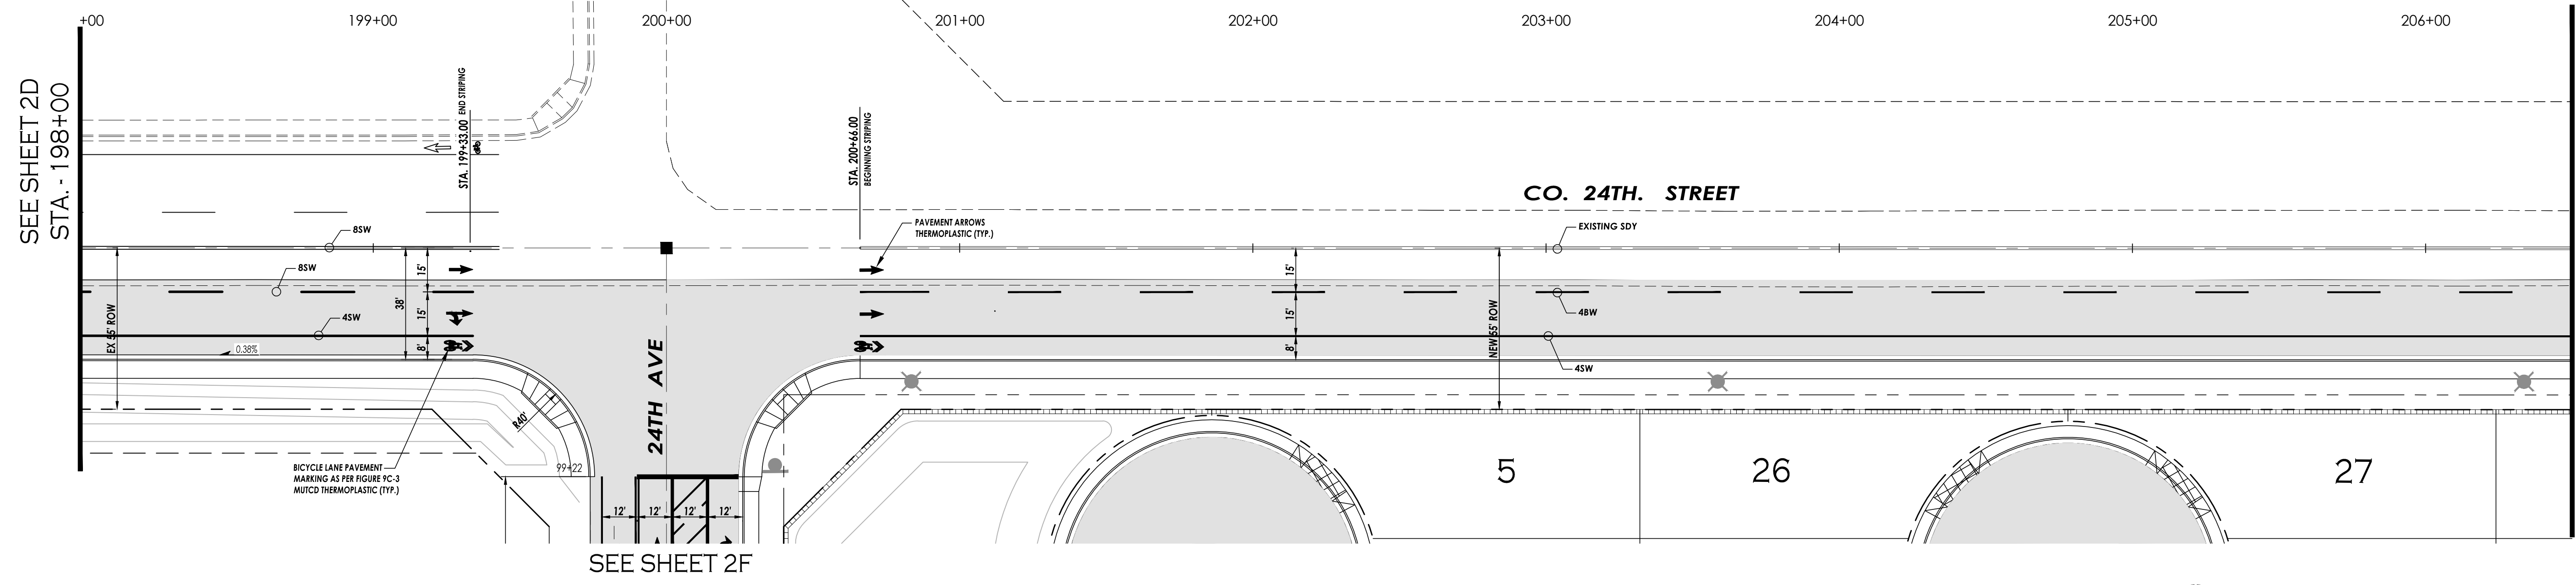 +00
199+00
200+00
201+00
202+00
203+00
204+00
205+00
206+00
SEE SHEET 2D
STA. - 198+00
STA. 199+33.00 END STRIPING
STA. 200+66.00
BEGINNING STRIPING
CO. 24TH. STREET
PAVEMENT ARROWS
THERMOPLASTIC (TYP.)
EXISTING SDY
8SW
8SW
4SW
4BW
4SW
EX 55' ROW
38'
15'
15'
8'
15'
15'
8'
NEW 55' ROW
0.38%
24TH AVE
R40'
99+22
BICYCLE LANE PAVEMENT
MARKING AS PER FIGURE 9C-3
MUTCD THERMOPLASTIC (TYP.)
12'
12'
12'
12'
5
26
27
SEE SHEET 2F